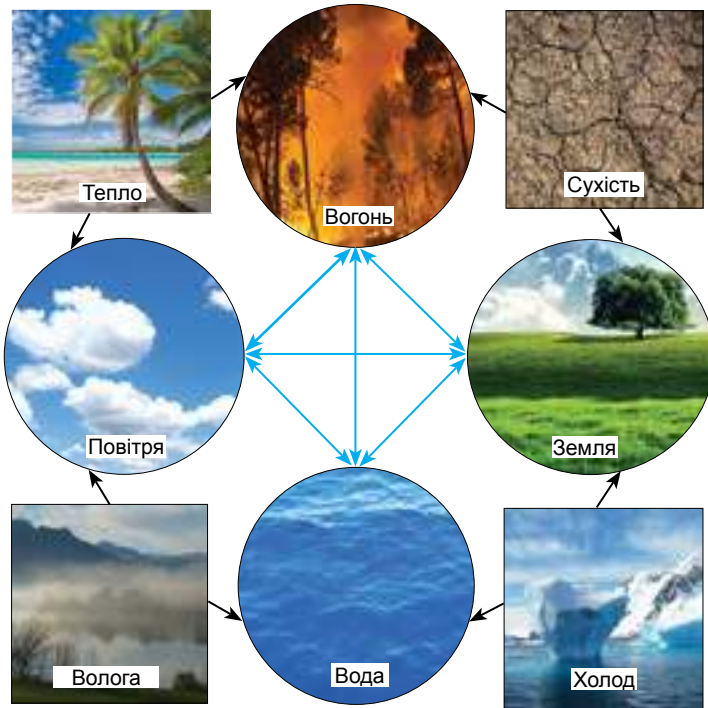 Тепло
Вогонь
Сухість
Повітря
Земля
Волога
Вода
Холод